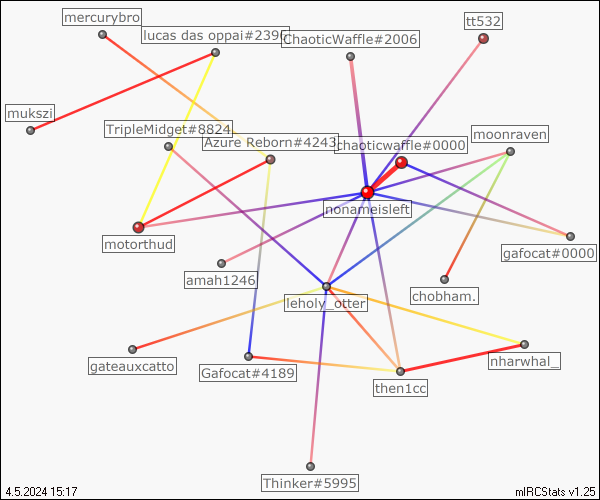 mercurybro
tt532
lucas das oppai#2390
ChaoticWaffle#2006
mukszi
TripleMidget#8824
Azure Reborn#4243
chaoticwaffle#0000
moonraven
nonameisleft
motorthud
gafocat#0000
amah1246
chobham.
leholy_otter
gateauxcatto
Gafocat#4189
nharwhal_
then1cc
Thinker#5995
4.5.2024 15:17
mIRCStats v1.25